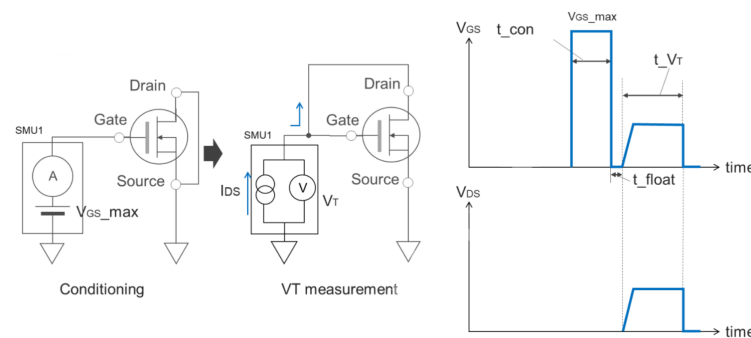 Drain
Gate
SMU1
A
Source
VGS_max
Conditioning
Drain
Gate
SMU1
IDS
V
VT
Source
VT measurement
VGS_max
VGS
t_con
t_VT
time
t_float
VDS
time